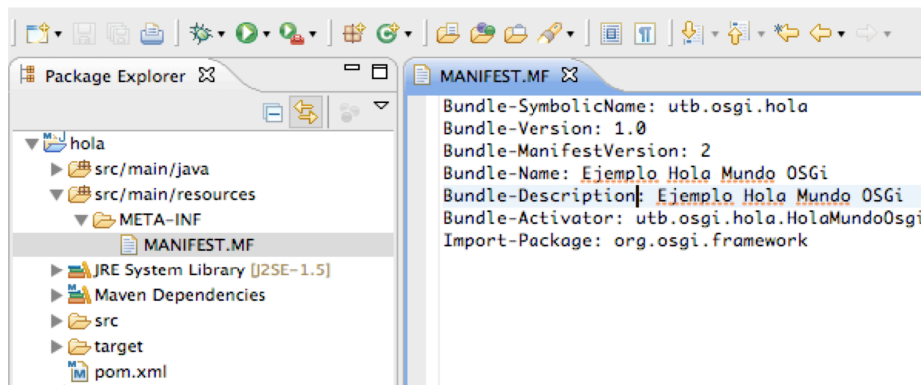 Package Explorer
hola
src/main/java
src/main/resources
META-INF
MANIFEST.MF
JRE System Library [J2SE-1.5]
Maven Dependencies
src
target
pom.xml
MANIFEST.MF
Bundle-SymbolicName: utb.osgi.hola
Bundle-Version: 1.0
Bundle-ManifestVersion: 2
Bundle-Name: Ejemplo Hola Mundo OSGi
Bundle-Description: Ejemplo Hola Mundo OSGi
Bundle-Activator: utb.osgi.hola.HolaMundoOsgi
Import-Package: org.osgi.framework